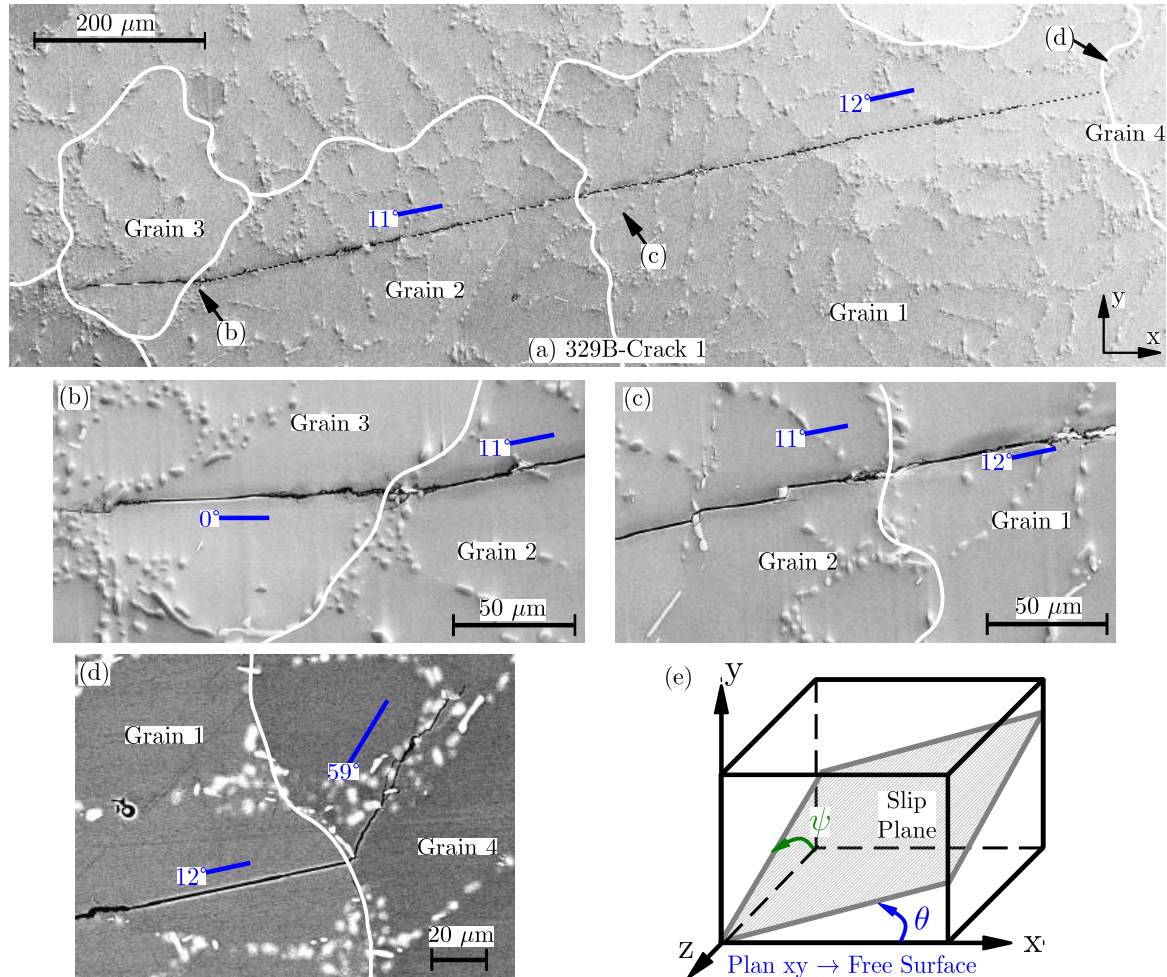 200 μm
(d)
12°
Grain 4
11°
Grain 3
(c)
Grain 2
(b)
Grain 1
y
x
(a) 329B-Crack 1
(b)
Grain 3
11°
0°
Grain 2
50 μm
(c)
11°
12°
Grain 1
Grain 2
50 μm
(d)
Grain 1
59°
Grain 4
12°
20 μm
(e)
y
Slip
Plane
ψ
θ
x
z
Plan xy → Free Surface